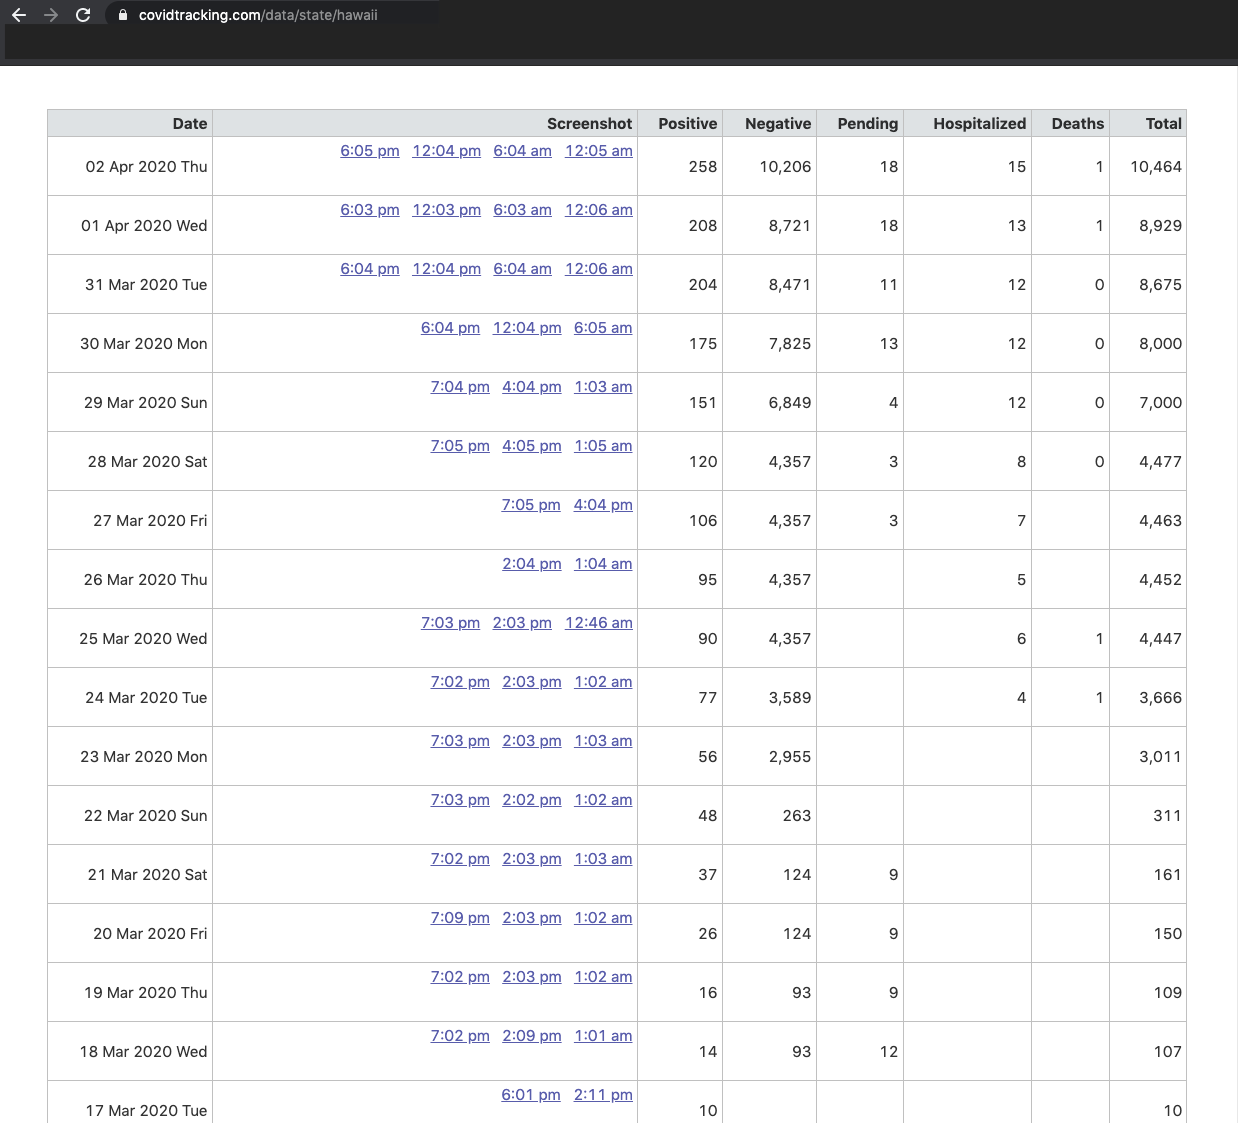 covidtracking.com/data/state/hawaii
Date Screenshot Positive Negative Pending Hospitalized Deaths Total
02 Apr 2020 Thu 6:05 pm 12:04 pm 6:04 am 12:05 am 258 10,206 18 15 1 10,464
01 Apr 2020 Wed 6:03 pm 12:03 pm 6:03 am 12:06 am 208 8,721 18 13 1 8,929
31 Mar 2020 Tue 6:04 pm 12:04 pm 6:04 am 12:06 am 204 8,471 11 12 0 8,675
30 Mar 2020 Mon 6:04 pm 12:04 pm 6:05 am 175 7,825 13 12 0 8,000
29 Mar 2020 Sun 7:04 pm 4:04 pm 1:03 am 151 6,849 4 12 0 7,000
28 Mar 2020 Sat 7:05 pm 4:05 pm 1:05 am 120 4,357 3 8 0 4,477
27 Mar 2020 Fri 7:05 pm 4:04 pm 106 4,357 3 7 4,463
26 Mar 2020 Thu 2:04 pm 1:04 am 95 4,357 5 4,452
25 Mar 2020 Wed 7:03 pm 2:03 pm 12:46 am 90 4,357 6 1 4,447
24 Mar 2020 Tue 7:02 pm 2:03 pm 1:02 am 77 3,589 4 1 3,666
23 Mar 2020 Mon 7:03 pm 2:03 pm 1:03 am 56 2,955 3,011
22 Mar 2020 Sun 7:03 pm 2:02 pm 1:02 am 48 263 311
21 Mar 2020 Sat 7:02 pm 2:03 pm 1:03 am 37 124 9 161
20 Mar 2020 Fri 7:09 pm 2:03 pm 1:02 am 26 124 9 150
19 Mar 2020 Thu 7:02 pm 2:03 pm 1:02 am 16 93 9 109
18 Mar 2020 Wed 7:02 pm 2:09 pm 1:01 am 14 93 12 107
17 Mar 2020 Tue 6:01 pm 2:11 pm 10 10